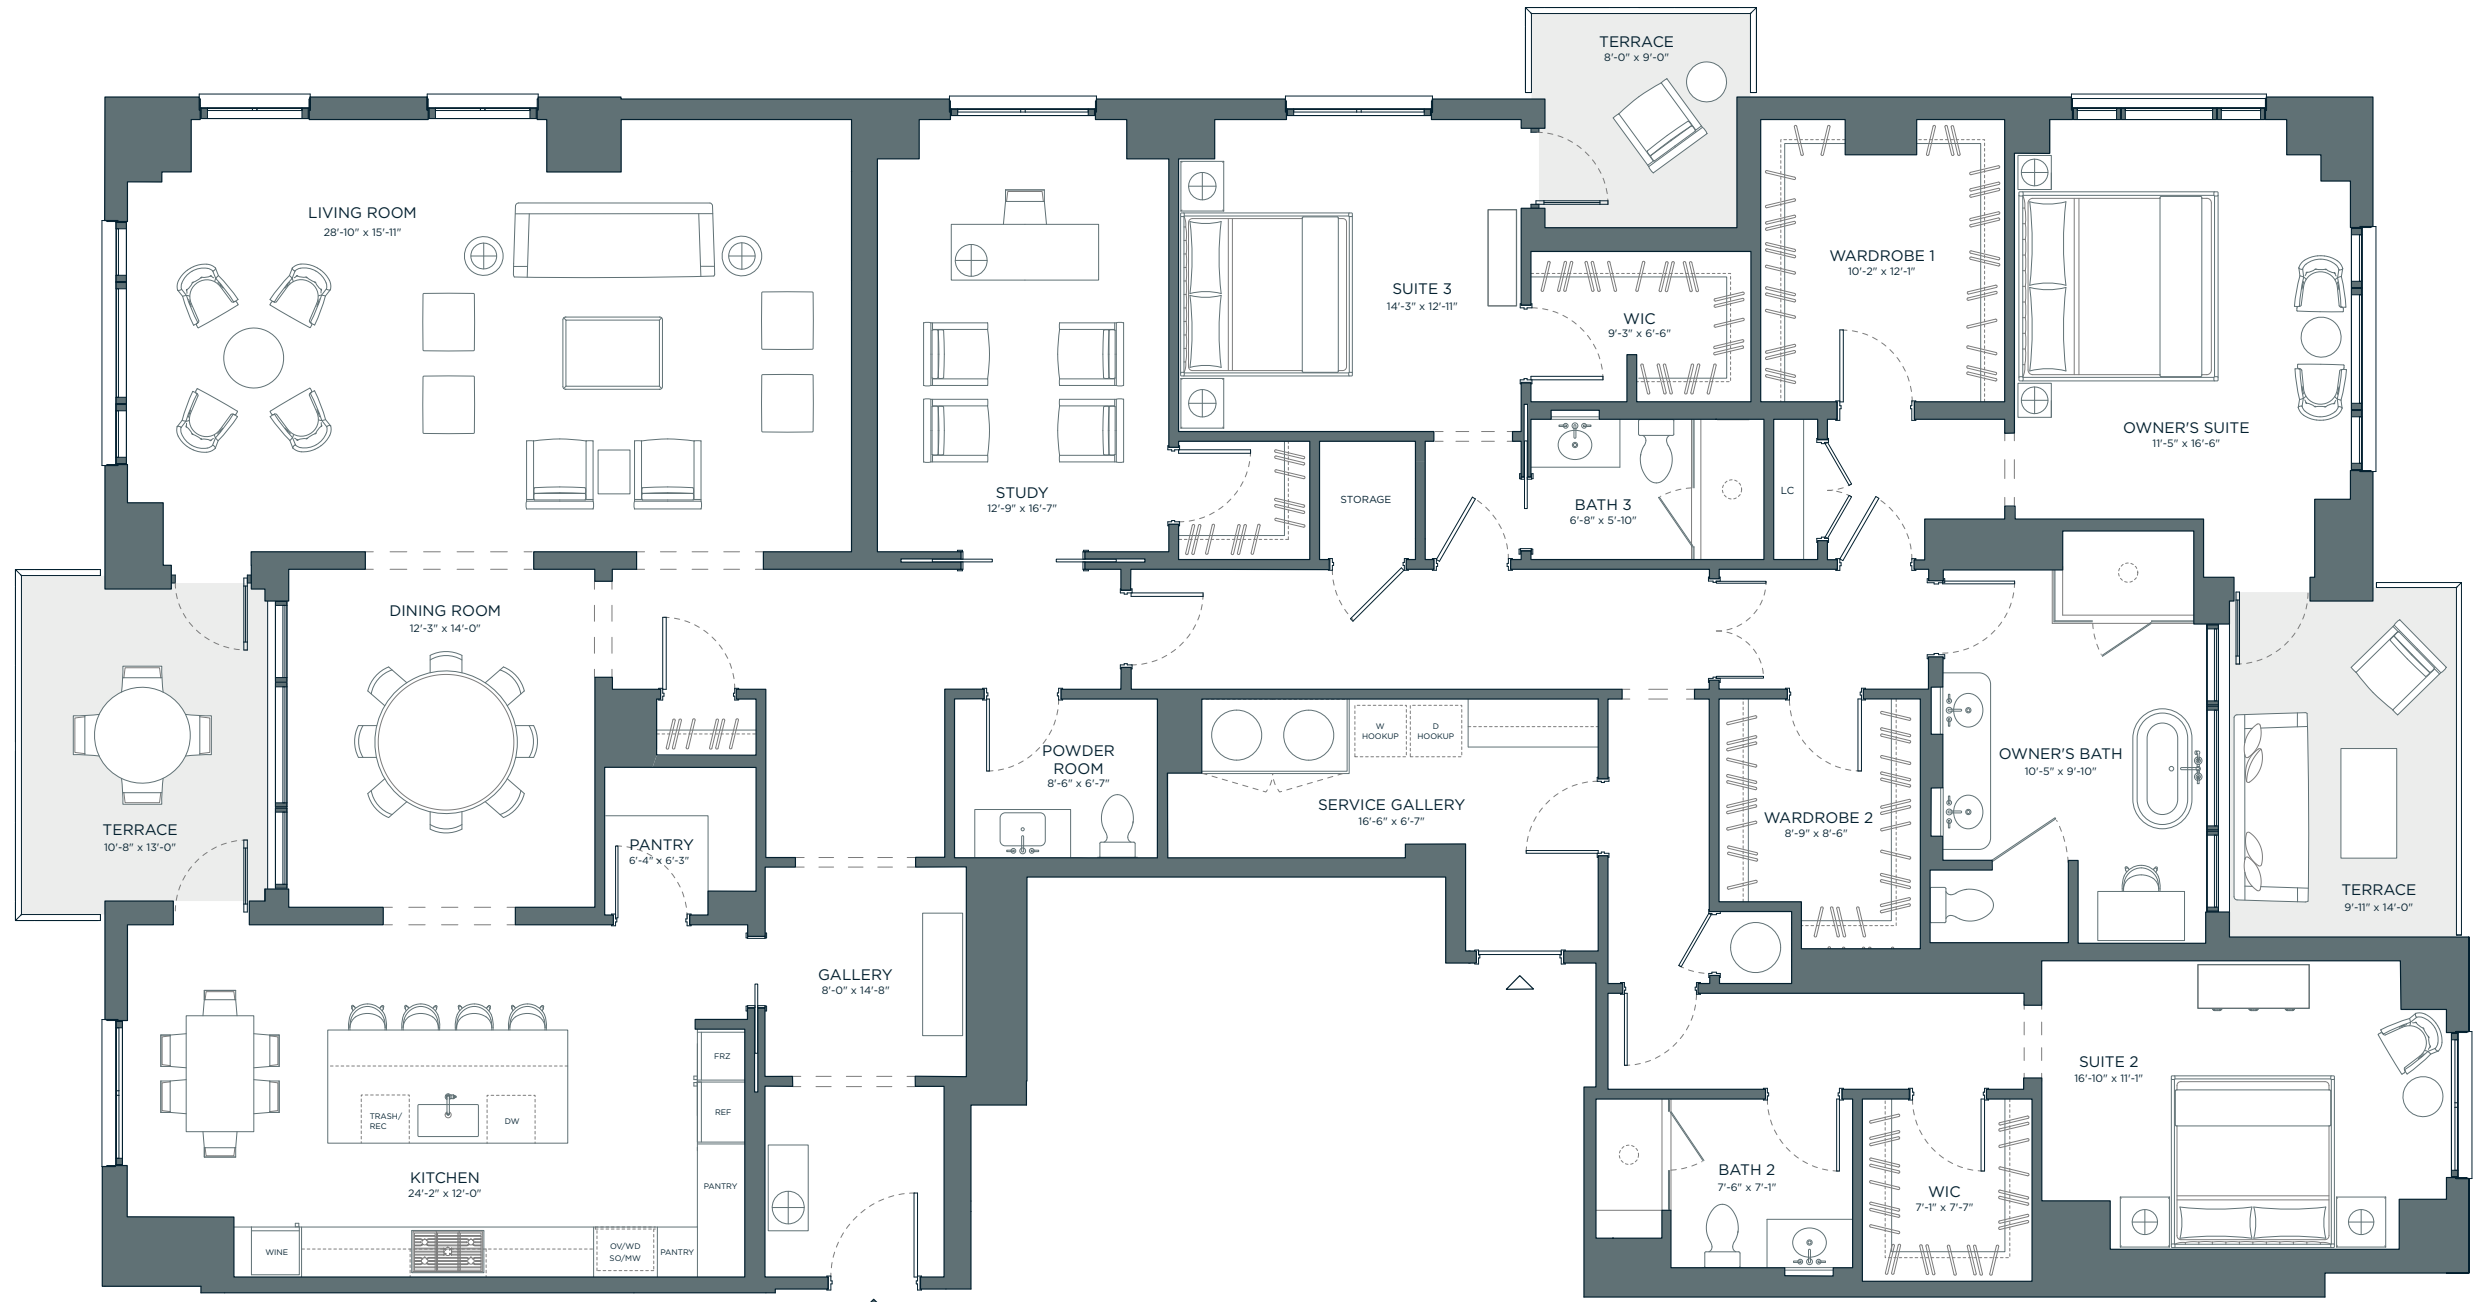 TERRACE
8'-0" x 9'-0"
LIVING ROOM
28'-10" x 15'-11"
SUITE 3
14'-3" x 12'-11"
WIC
9'-3" x 6'-6"
WARDROBE 1
10'-2" x 12'-1"
OWNER'S SUITE
11'-5" x 16'-6"
STUDY
12'-9" x 16'-7"
STORAGE
BATH 3
6'-8" x 5'-10"
LC
DINING ROOM
12'-3" x 14'-0"
POWDER
ROOM
8'-6" x 6'-7"
W
HOOKUP
D
HOOKUP
SERVICE GALLERY
16'-6" x 6'-7"
WARDROBE 2
8'-9" x 8'-6"
OWNER'S BATH
10'-5" x 9'-10"
TERRACE
10'-8" x 13'-0"
PANTRY
6'-4" x 6'-3"
TERRACE
9'-11" x 14'-0"
GALLERY
8'-0" x 14'-8"
FRZ
REF
TRASH/
REC
DW
KITCHEN
24'-2" x 12'-0"
PANTRY
WINE
OV/WD
SO/MW
PANTRY
SUITE 2
16'-10" x 11'-1"
BATH 2
7'-6" x 7'-1"
WIC
7'-1" x 7'-7"